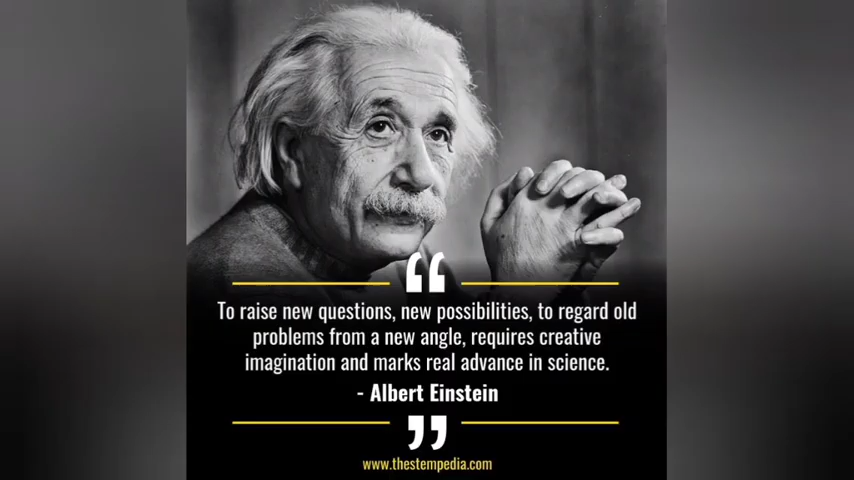 “
To raise new questions, new possibilities, to regard old
problems from a new angle, requires creative
imagination and marks real advance in science.
- Albert Einstein
”
www.thestempedia.com